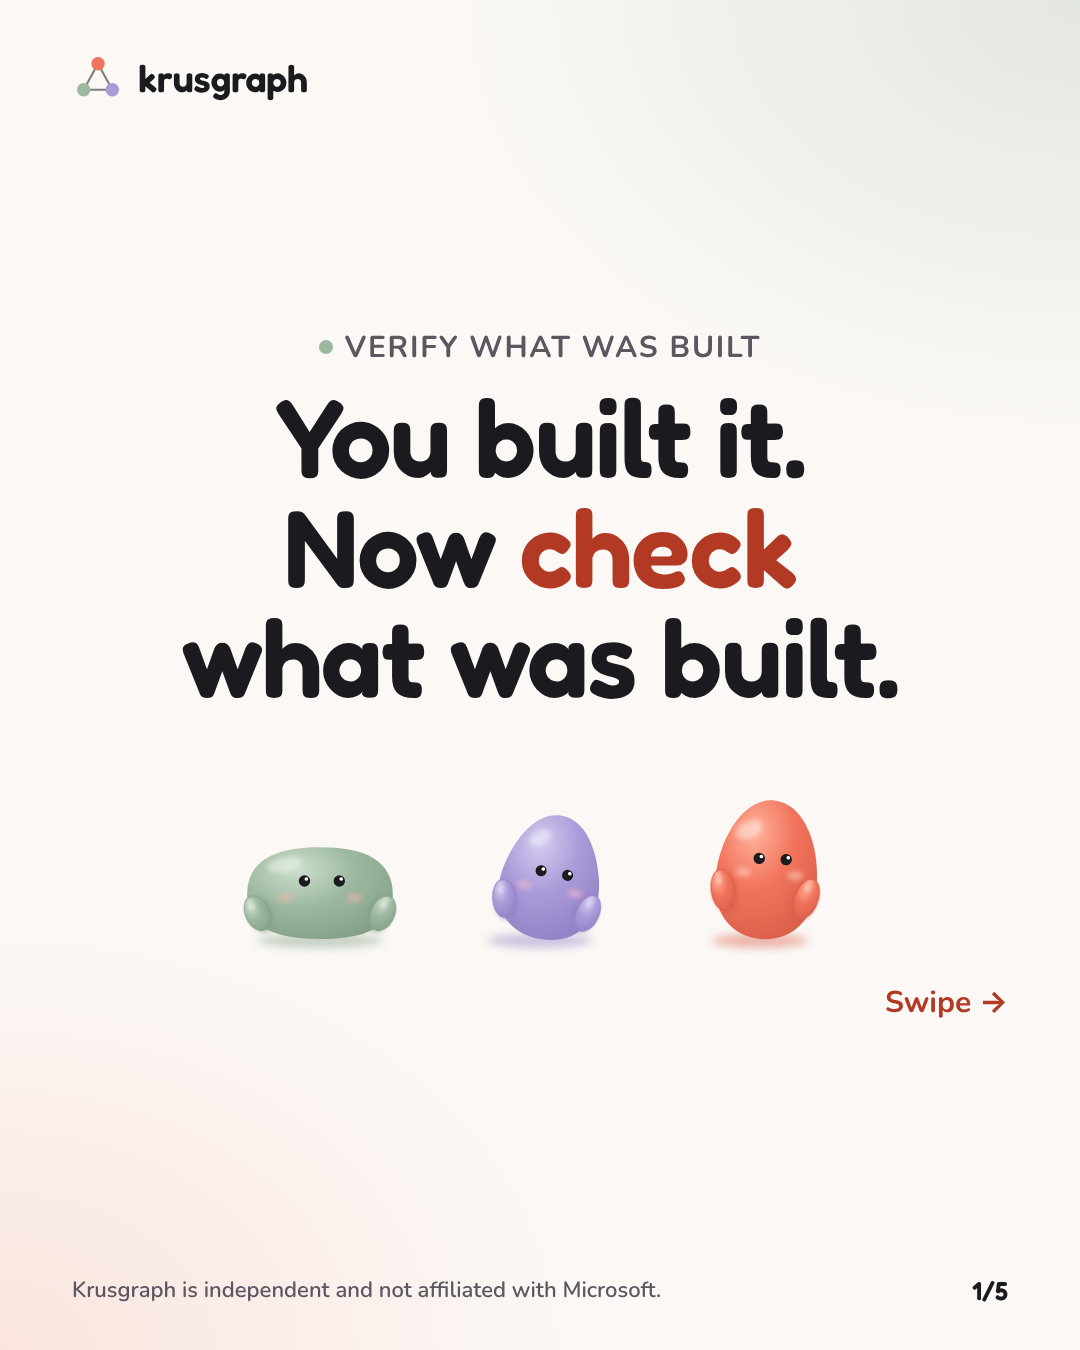 krusgraph
VERIFY WHAT WAS BUILT
You built it.
Now check
what was built.
Swipe →
Krusgraph is independent and not affiliated with Microsoft.
1/5